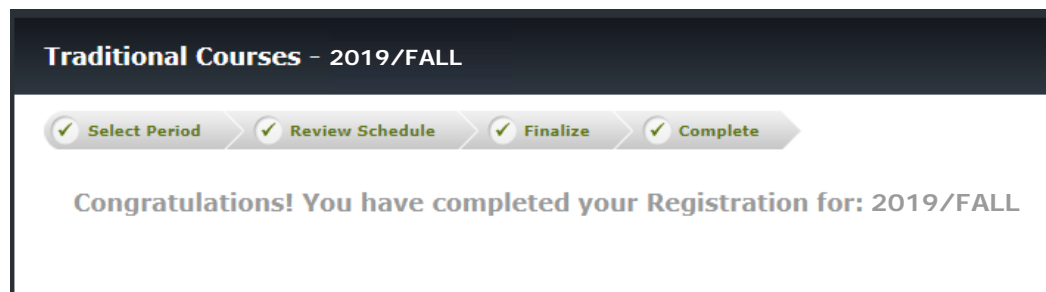 Traditional Courses - 2019/FALL
Select Period Review Schedule Finalize Complete
Congratulations! You have completed your Registration for: 2019/FALL